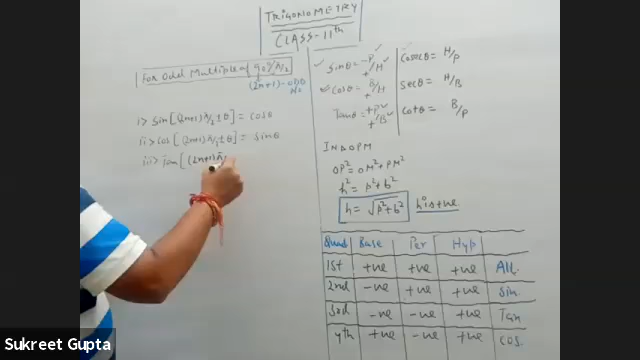 TRIGONOMETRY
CLASS-11th
For Odd Multiple of 90°/π/2
(2n+1)-odd
No
i> Sin[(2n+1)π/2±θ] = cosθ
ii> cos[(2n+1)π/2±θ] = sinθ
iii> Tan[(2n+1)π
✓ sinθ = -P/+H ✓
cosθ = B/H
Tanθ = +P/+B
cosecθ = H/P
secθ = H/B
cotθ = B/P
IN ΔOPM
OP² = OM² + PM²
h² = p² + b²
h = √p²+b² h is +ve
Quad Base Per Hyp
1st +ve +ve +ve All
2nd -ve +ve +ve Sin
3rd -ve -ve +ve Tan
4th +ve -ve +ve cos
Sukreet Gupta